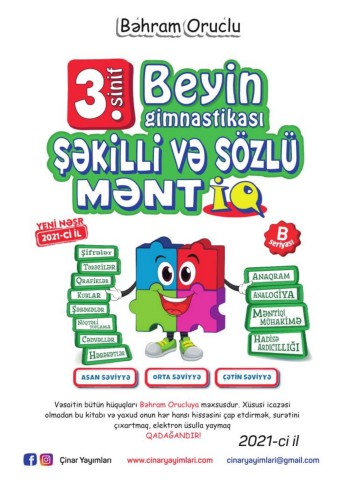 Bəhram Oruclu
3. sinif
Beyin
gimnastikası
ŞƏKİLLİ VƏ SÖZLÜ
MƏNTİQ
YENİ NƏŞR
2021-Cİ İL
B
seriyası
Şifrələr
Tərəzilər
Qrafiklər
Kublar
Şəbəkələr
Cədvəllər
Hərəkətlər
Anaqram
Analogiya
Məntiqi
mühakimə
Hadisə
ardıcıllığı
ASAN SƏVİYYƏ
ORTA SƏVİYYƏ
ÇƏTİN SƏVİYYƏ
Vəsaitin bütün hüquqları Bəhram Orucluya məxsusdur. Xüsusi icazəsi
olmadan bu kitabı və yaxud onun hər hansı hissəsini çap etdirmək, surətini
çıxartmaq, elektron üsulla yaymaq
QADAĞANDIR!
2021-ci il
Çinar Yayımları
www.cinaryayimlari.com
cinaryayimlari@gmail.com